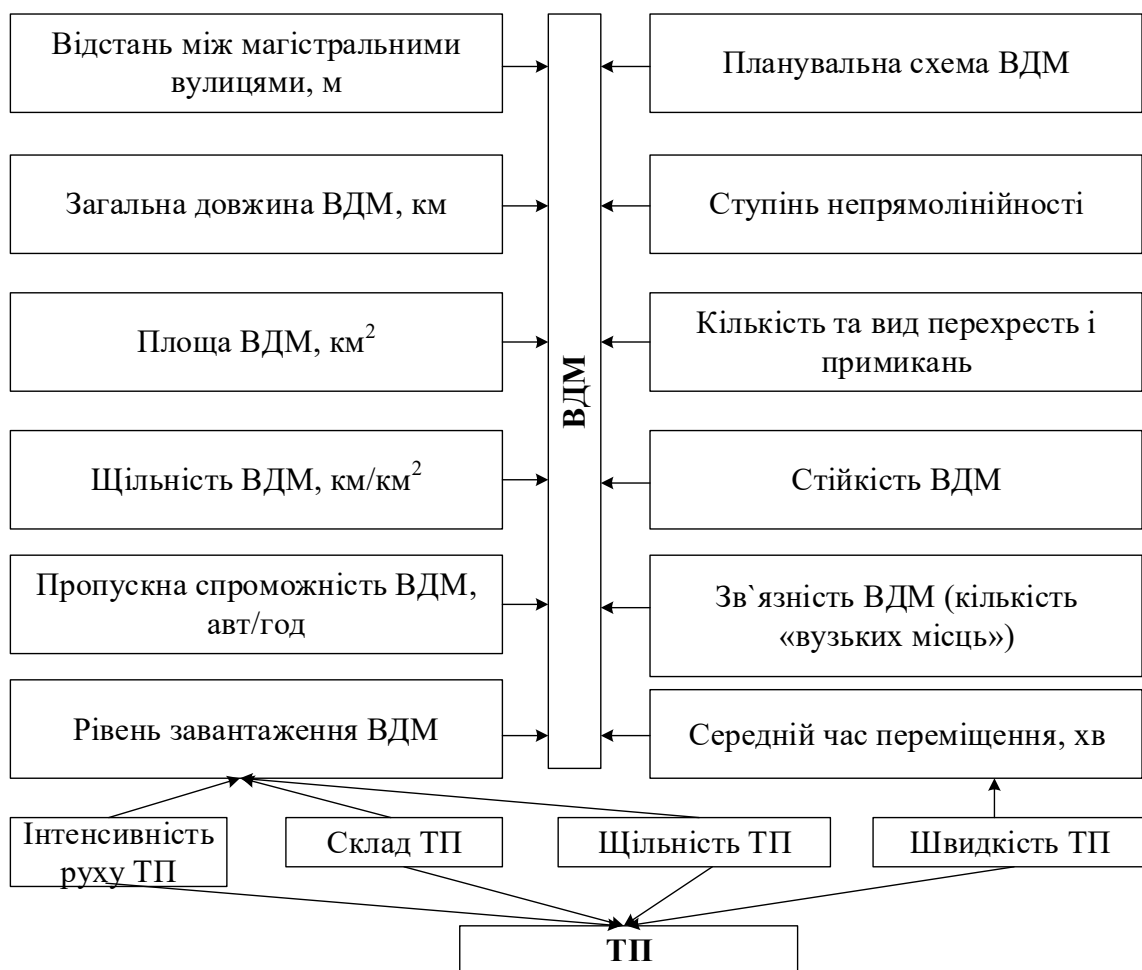 Відстань між магістральними
вулицями, м
Планувальна схема ВДМ
Загальна довжина ВДМ, км
Ступінь непрямолінійності
Площа ВДМ, км²
Кількість та вид перехресть і
примикань
ВДМ
Щільність ВДМ, км/км²
Стійкість ВДМ
Пропускна спроможність ВДМ,
авт/год
Зв`язність ВДМ (кількість
«вузьких місць»)
Рівень завантаження ВДМ
Середній час переміщення, хв
Інтенсивність
руху ТП
Склад ТП
Щільність ТП
Швидкість ТП
ТП